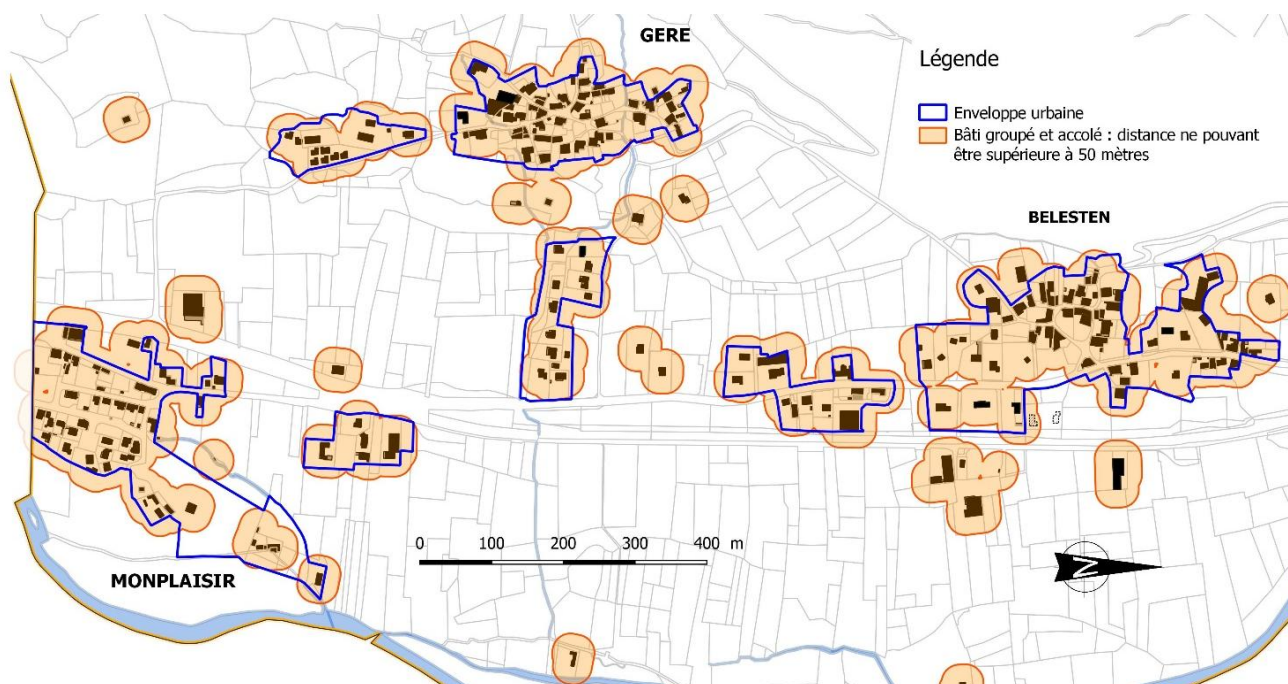 GERE
Légende
Enveloppe urbaine
Bâti groupé et accolé : distance ne pouvant
être supérieure à 50 mètres
BELESTEN
0 100 200 300 400 m
N
MONPLAISIR